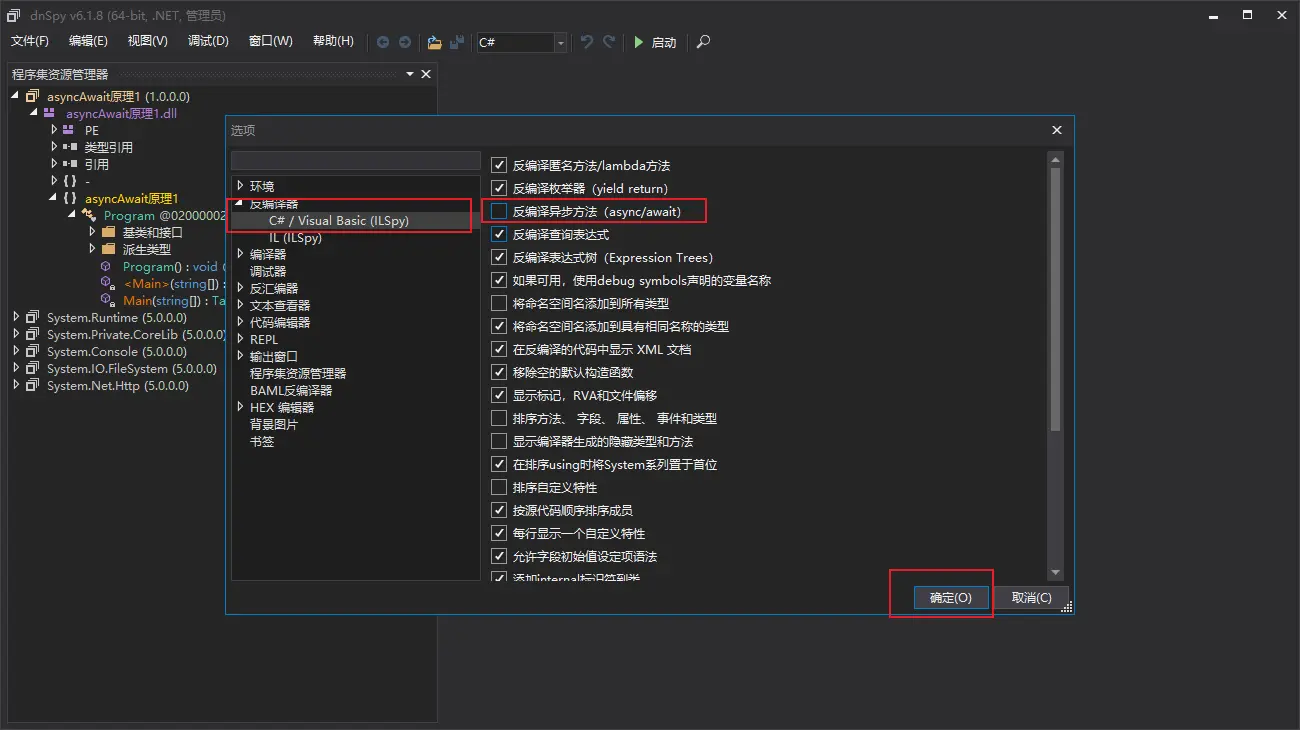 dnSpy v6.1.8 (64-bit, .NET, 管理员)
文件(F) 编辑(E) 视图(V) 调试(D) 窗口(W) 帮助(H) C# 启动
程序集资源管理器
asyncAwait原理1 (1.0.0.0)
asyncAwait原理1.dll
PE
类型引用
引用
{ } -
{ } asyncAwait原理1
Program @02000002
基类和接口
派生类型
Program() : void
<Main>(string[]) :
Main(string[]) : Ta
System.Runtime (5.0.0.0)
System.Private.CoreLib (5.0.0.0)
System.Console (5.0.0.0)
System.IO.FileSystem (5.0.0.0)
System.Net.Http (5.0.0.0)
选项
环境
反编译器
C# / Visual Basic (ILSpy)
IL (ILSpy)
编译器
调试器
反汇编器
文本查看器
代码编辑器
REPL
输出窗口
程序集资源管理器
BAML反编译器
HEX 编辑器
背景图片
书签
反编译匿名方法/lambda方法
反编译枚举器（yield return）
反编译异步方法（async/await）
反编译查询表达式
反编译表达式树（Expression Trees）
如果可用，使用debug symbols声明的变量名称
将命名空间名添加到所有类型
将命名空间名添加到具有相同名称的类型
在反编译的代码中显示 XML 文档
移除空的默认构造函数
显示标记，RVA和文件偏移
排序方法、 字段、 属性、 事件和类型
显示编译器生成的隐藏类型和方法
在排序using时将System系列置于首位
排序自定义特性
按源代码顺序排序成员
每行显示一个自定义特性
允许字段初始值设定项语法
添加internal标识符到类
确定(O) 取消(C)